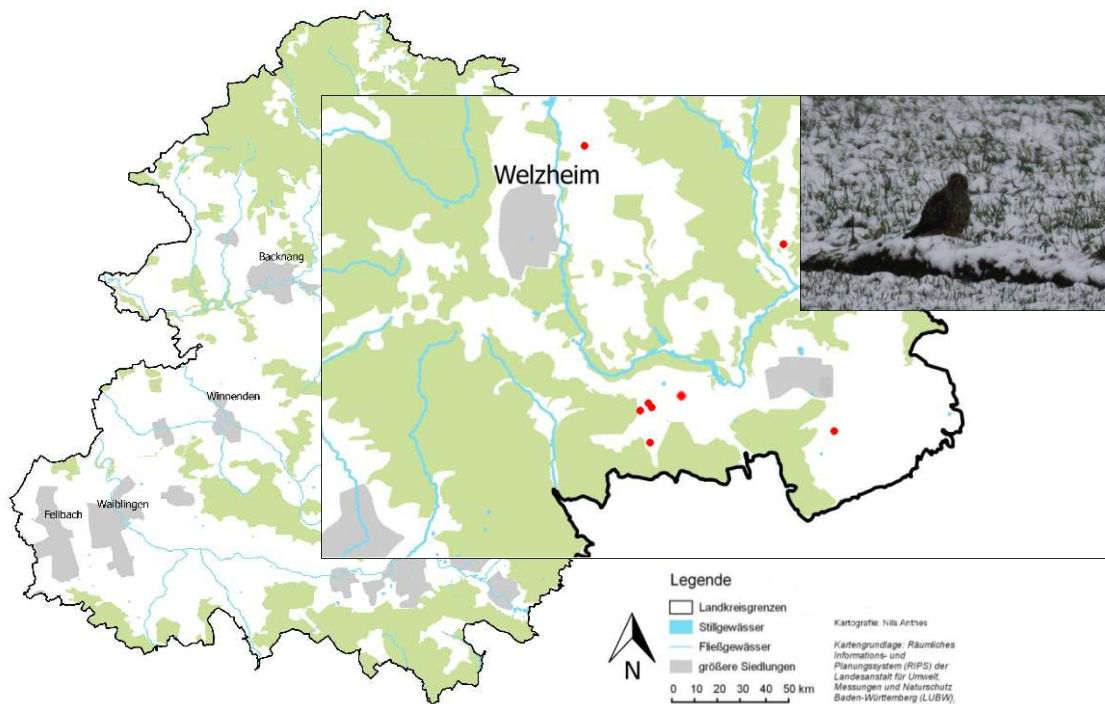 Welzheim
Backnang
Winnenden
Waiblingen
Fellbach
Legende
Landkreisgrenzen
Stillgewässer
Fließgewässer
größere Siedlungen
0 10 20 30 40 50 km
N
Kartografie: Nils Anthes
Kartengrundlage: Räumliches
Informations- und
Planungssystem (RIPS) der
Landesanstalt für Umwelt,
Messungen und Naturschutz
Baden-Württemberg (LUBW),